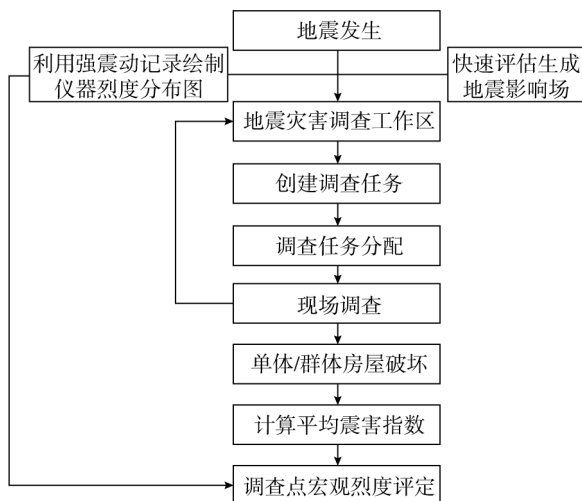 地震发生
利用强震动记录绘制
仪器烈度分布图
快速评估生成
地震影响场
地震灾害调查工作区
创建调查任务
调查任务分配
现场调查
单体/群体房屋破坏
计算平均震害指数
调查点宏观烈度评定